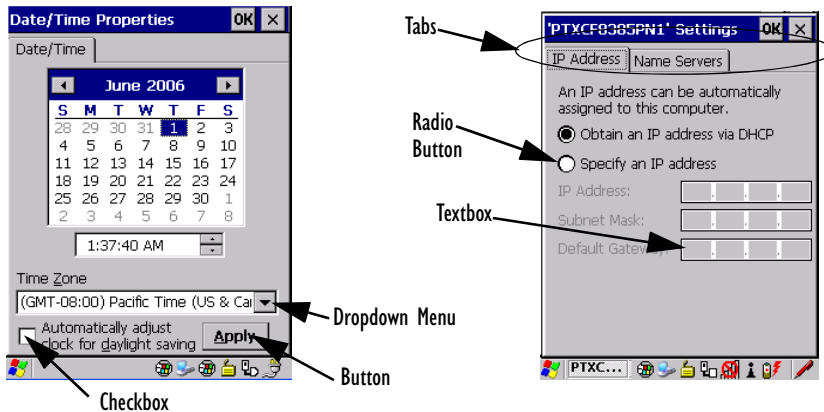 Date/Time Properties OK ×
Date/Time
June 2006
S M T W T F S
28 29 30 31 1 2 3
4 5 6 7 8 9 10
11 12 13 14 15 16 17
18 19 20 21 22 23 24
25 26 27 28 29 30 1
2 3 4 5 6 7 8
1:37:40 AM
Time Zone
(GMT-08:00) Pacific Time (US & Ca
Automatically adjust
clock for daylight saving
Apply
Checkbox
Button
Dropdown Menu
Tabs
Radio
Button
Textbox
'PTXCF8385PN1' Settings OK ×
IP Address Name Servers
An IP address can be automatically
assigned to this computer.
Obtain an IP address via DHCP
Specify an IP address
IP Address:
Subnet Mask:
Default Gateway:
PTXC...